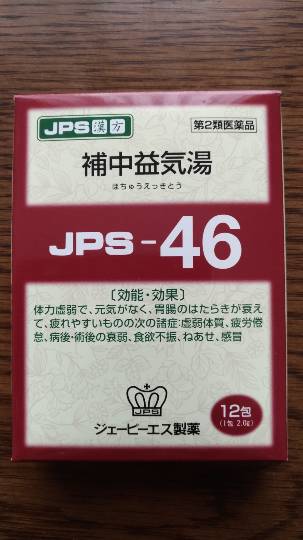 JPS漢方
第2類医薬品
補中益気湯
ほちゅうえっきとう
JPS-46
〔効能・効果〕
体力虚弱で、元気がなく、胃腸のはたらきが衰え
て、疲れやすいものの次の諸症:虚弱体質、疲労倦
怠、病後・術後の衰弱、食欲不振、ねあせ、感冒
JPS
ジェーピーエス製薬
12包
(1包 2.0g)